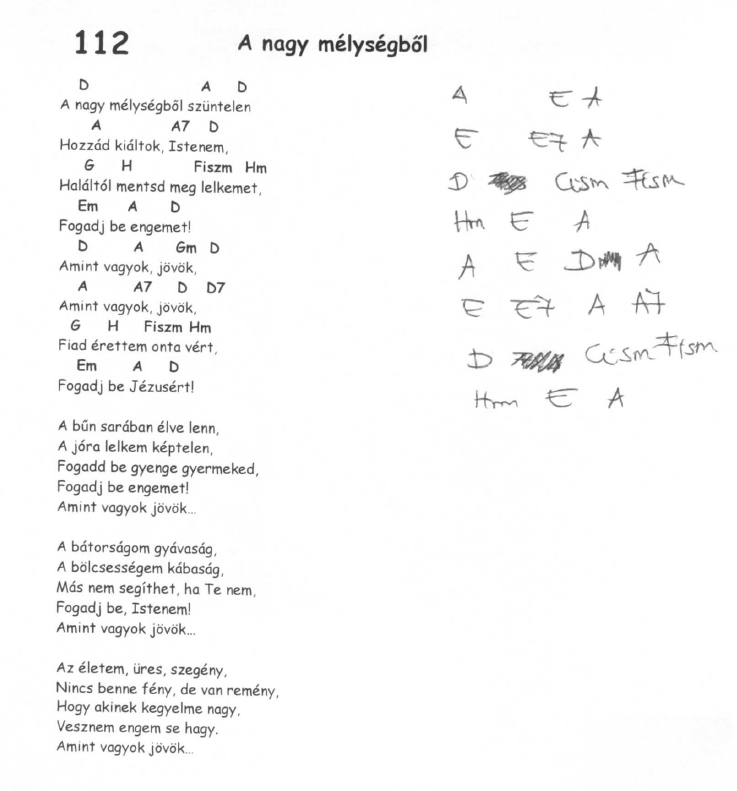 112 A nagy mélységből
D A D
A nagy mélységből szüntelen
A A7 D
Hozzád kiáltok, Istenem,
G H Fiszm Hm
Haláltól mentsd meg lelkemet,
Em A D
Fogadj be engemet!
D A Gm D
Amint vagyok, jövök,
A A7 D D7
Amint vagyok, jövök,
G H Fiszm Hm
Fiad érettem onta vért,
Em A D
Fogadj be Jézusért!
A bűn sarában élve lenn,
A jóra lelkem képtelen,
Fogadd be gyenge gyermeked,
Fogadj be engemet!
Amint vagyok jövök...
A bátorságom gyávaság,
A bölcsességem kábaság,
Más nem segíthet, ha Te nem,
Fogadj be, Istenem!
Amint vagyok jövök...
Az életem, üres, szegény,
Nincs benne fény, de van remény,
Hogy akinek kegyelme nagy,
Vesznem engem se hagy.
Amint vagyok jövök...
A E A
E E7 A
D Cism Fism
Hm E A
A E D A
E E7 A A7
D Cism Fism
Hm E A